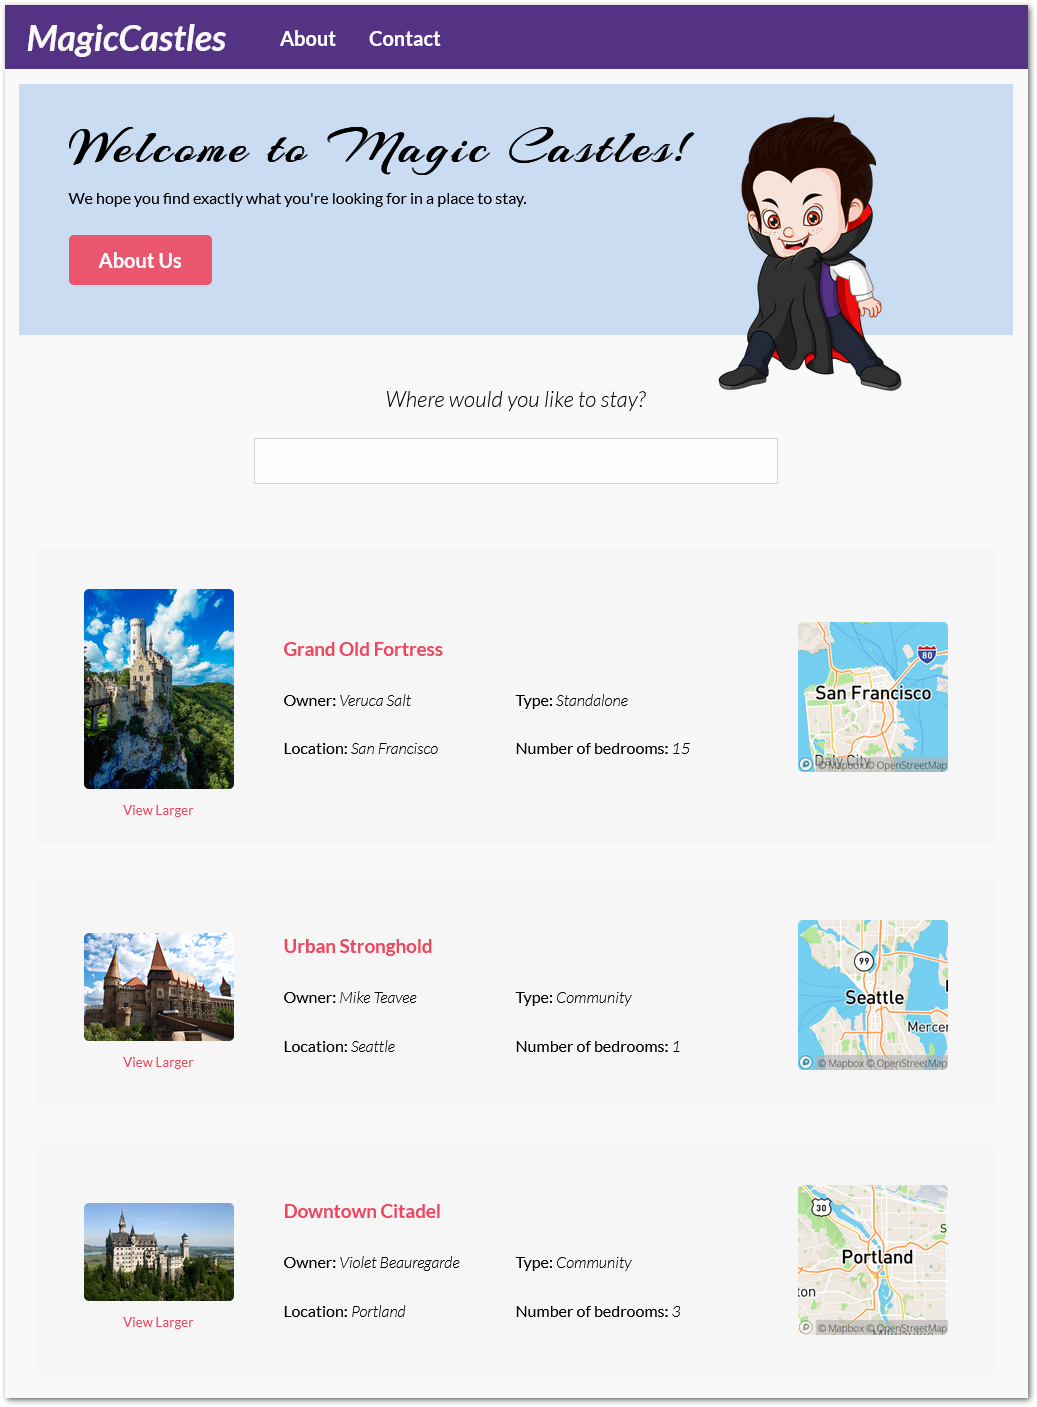 MagicCastles About Contact
Welcome to Magic Castles!
We hope you find exactly what you're looking for in a place to stay.
About Us
Where would you like to stay?
Grand Old Fortress
Owner: Veruca Salt Type: Standalone
Location: San Francisco Number of bedrooms: 15
View Larger
80
San Francisco
Daly City
© Mapbox © OpenStreetMap
Urban Stronghold
Owner: Mike Teavee Type: Community
Location: Seattle Number of bedrooms: 1
View Larger
99
Seattle
Mercer
© Mapbox © OpenStreetMap
Downtown Citadel
Owner: Violet Beauregarde Type: Community
Location: Portland Number of bedrooms: 3
View Larger
30
S
Portland
ton
© Mapbox © OpenStreetMap